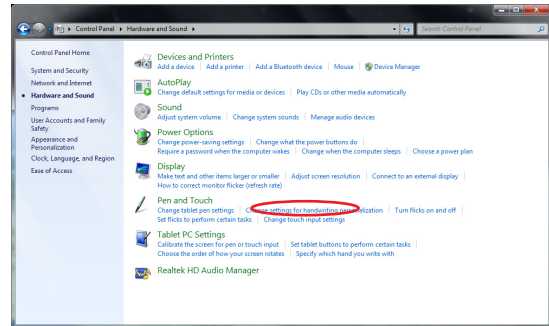 Control Panel ▸ Hardware and Sound ▸
Search Control Panel
Control Panel Home
System and Security
Network and Internet
Hardware and Sound
Programs
User Accounts and Family
Safety
Appearance and
Personalization
Clock, Language, and Region
Ease of Access
Devices and Printers
Add a device | Add a printer | Add a Bluetooth device | Mouse | Device Manager
AutoPlay
Change default settings for media or devices | Play CDs or other media automatically
Sound
Adjust system volume | Change system sounds | Manage audio devices
Power Options
Change power-saving settings | Change what the power buttons do |
Require a password when the computer wakes | Change when the computer sleeps | Choose a power plan
Display
Make text and other items larger or smaller | Adjust screen resolution | Connect to an external display |
How to correct monitor flicker (refresh rate)
Pen and Touch
Change tablet pen settings | Change settings for handwriting personalization | Turn flicks on and off |
Set flicks to perform certain tasks | Change touch input settings
Tablet PC Settings
Calibrate the screen for pen or touch input | Set tablet buttons to perform certain tasks |
Choose the order of how your screen rotates | Specify which hand you write with
Realtek HD Audio Manager